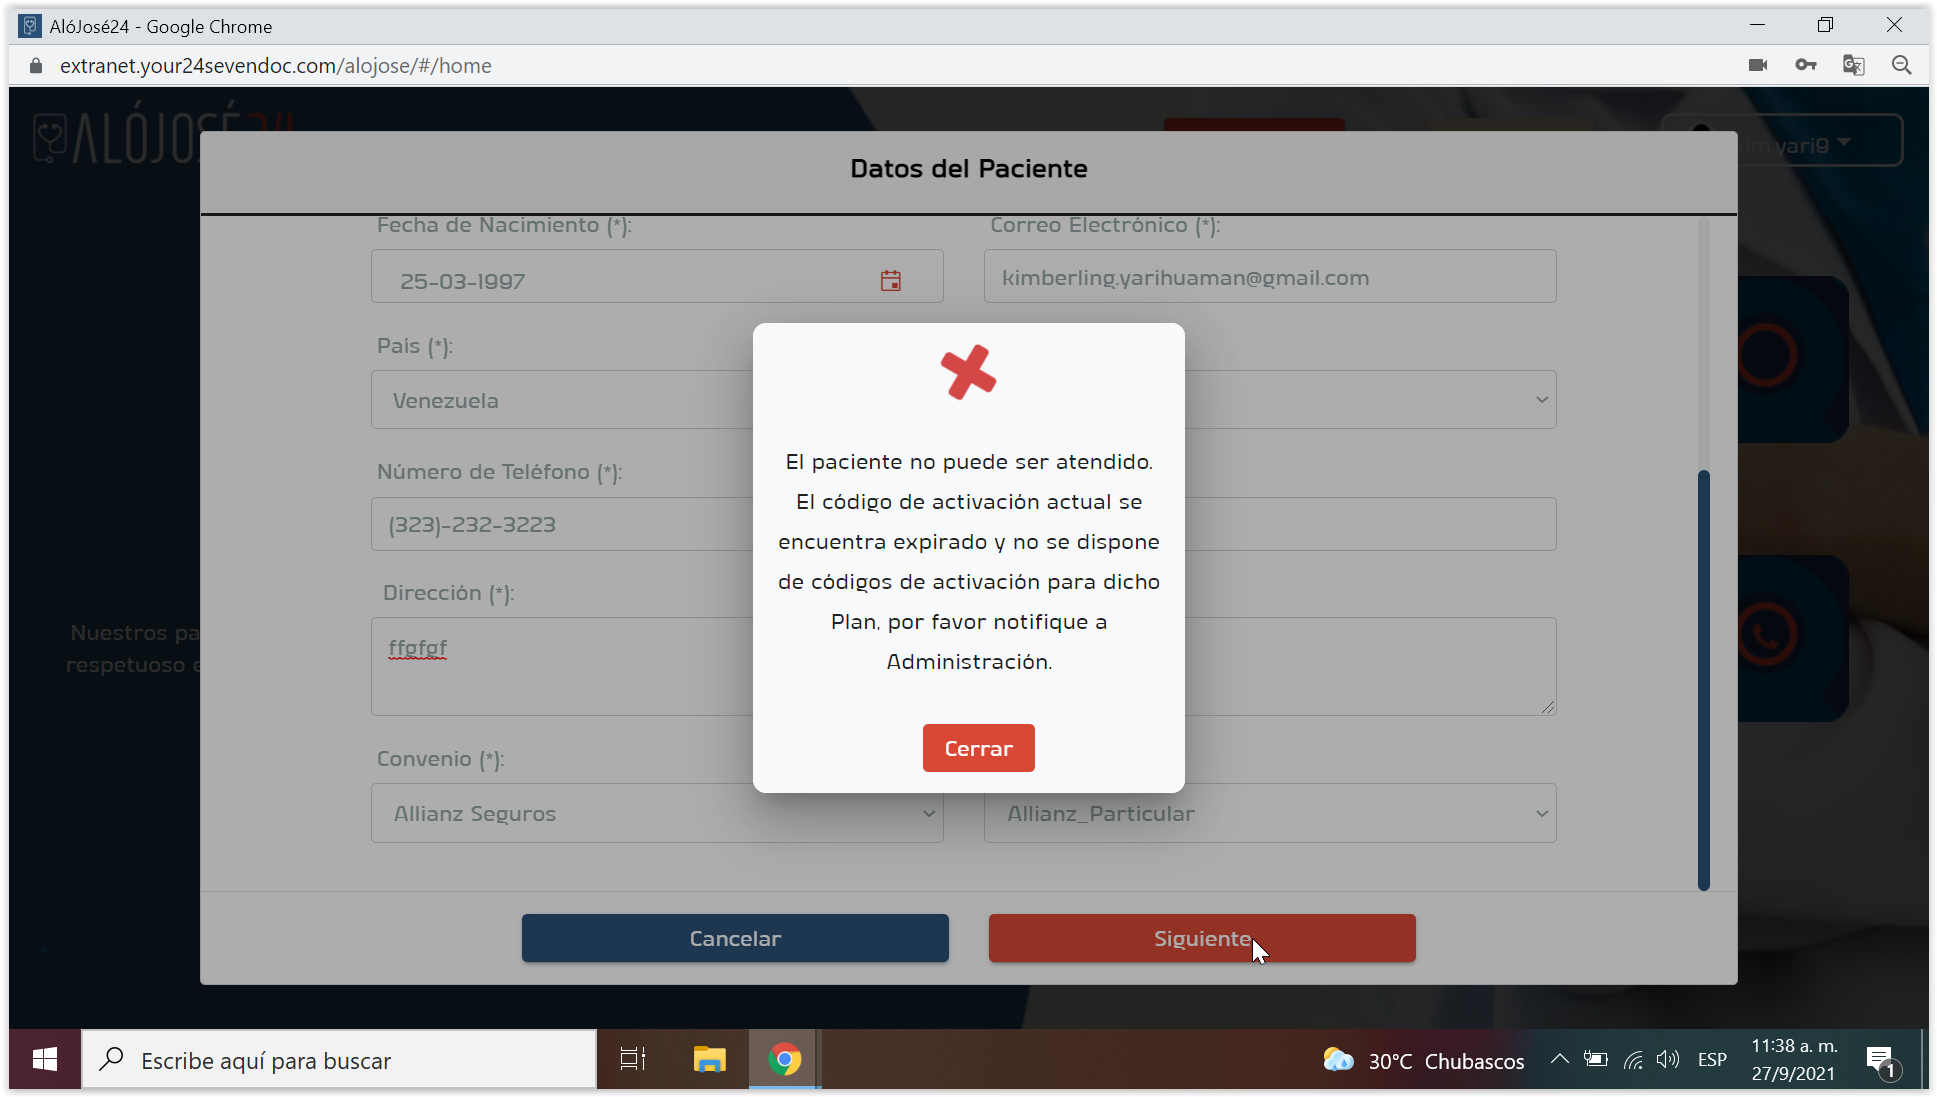 AlóJosé24 - Google Chrome
extranet.your24sevendoc.com/alojose/#/home
ALÓJOSÉ24
kim.yari9
Datos del Paciente
Fecha de Nacimiento (*):
Correo Electrónico (*):
25-03-1997
kimberling.yarihuaman@gmail.com
País (*):
Venezuela
Número de Teléfono (*):
(323)-232-3223
Dirección (*):
ffgfgf
Nuestros pa
respetuoso e
Convenio (*):
Allianz Seguros
Allianz_Particular
El paciente no puede ser atendido.
El código de activación actual se
encuentra expirado y no se dispone
de códigos de activación para dicho
Plan, por favor notifique a
Administración.
Cerrar
Cancelar
Siguiente
Escribe aquí para buscar
30°C Chubascos
ESP
11:38 a. m.
27/9/2021
1